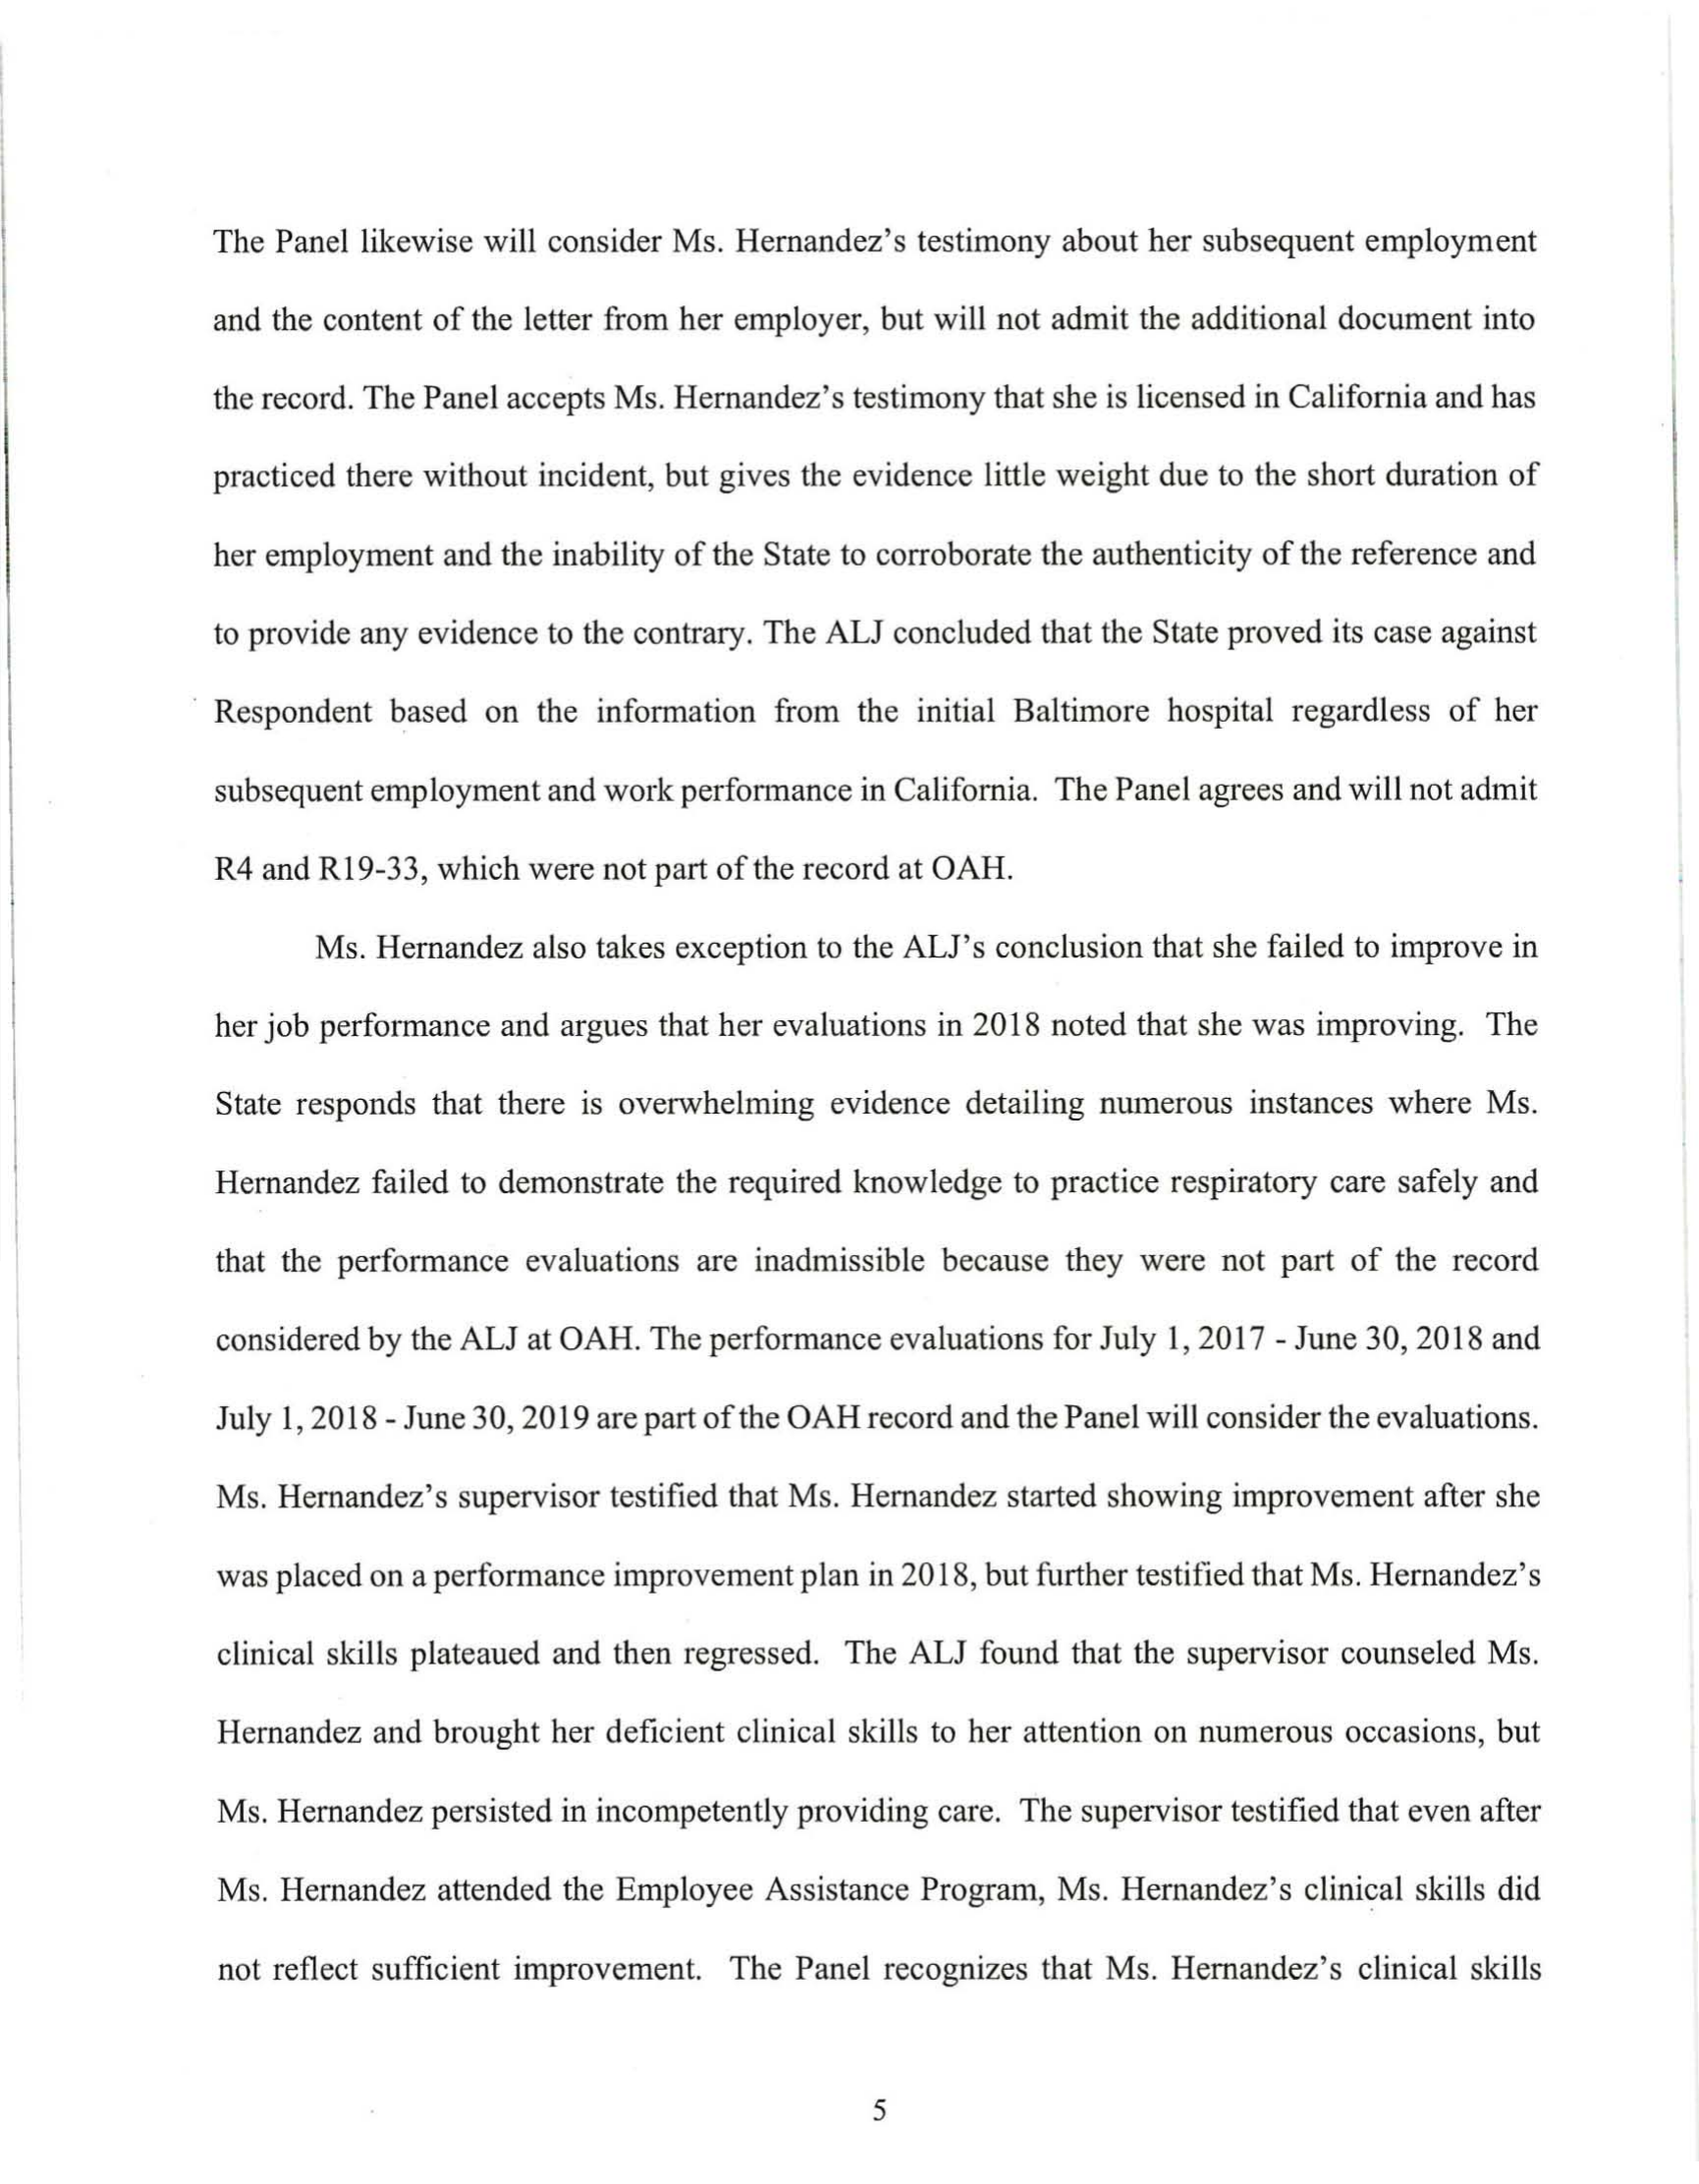 The Panel likewise will consider Ms. Hernandez’s testimony about her subsequent employment
and the content of the letter from her employer, but will not admit the additional document into
the record. The Panel accepts Ms. Hernandez’s testimony that she is licensed in California and has
practiced there without incident, but gives the evidence little weight due to the short duration of
her employment and the inability of the State to corroborate the authenticity of the reference and
to provide any evidence to the contrary. The ALJ concluded that the State proved its case against
Respondent based on the information from the initial Baltimore hospital regardless of her
subsequent employment and work performance in California. The Panel agrees and will not admit
R4 and R19-33, which were not part of the record at OAH.
Ms. Hernandez also takes exception to the ALJ’s conclusion that she failed to improve in
her job performance and argues that her evaluations in 2018 noted that she was improving. The
State responds that there is overwhelming evidence detailing numerous instances where Ms.
Hernandez failed to demonstrate the required knowledge to practice respiratory care safely and
that the performance evaluations are inadmissible because they were not part of the record
considered by the ALJ at OAH. The performance evaluations for July 1, 2017 - June 30, 2018 and
July 1, 2018 - June 30, 2019 are part of the OAH record and the Panel will consider the evaluations.
Ms. Hernandez’s supervisor testified that Ms. Hernandez started showing improvement after she
was placed on a performance improvement plan in 2018, but further testified that Ms. Hernandez’s
clinical skills plateaued and then regressed. The ALJ found that the supervisor counseled Ms.
Hernandez and brought her deficient clinical skills to her attention on numerous occasions, but
Ms. Hernandez persisted in incompetently providing care. The supervisor testified that even after
Ms. Hernandez attended the Employee Assistance Program, Ms. Hernandez’s clinical skills did
not reflect sufficient improvement. The Panel recognizes that Ms. Hernandez’s clinical skills
5